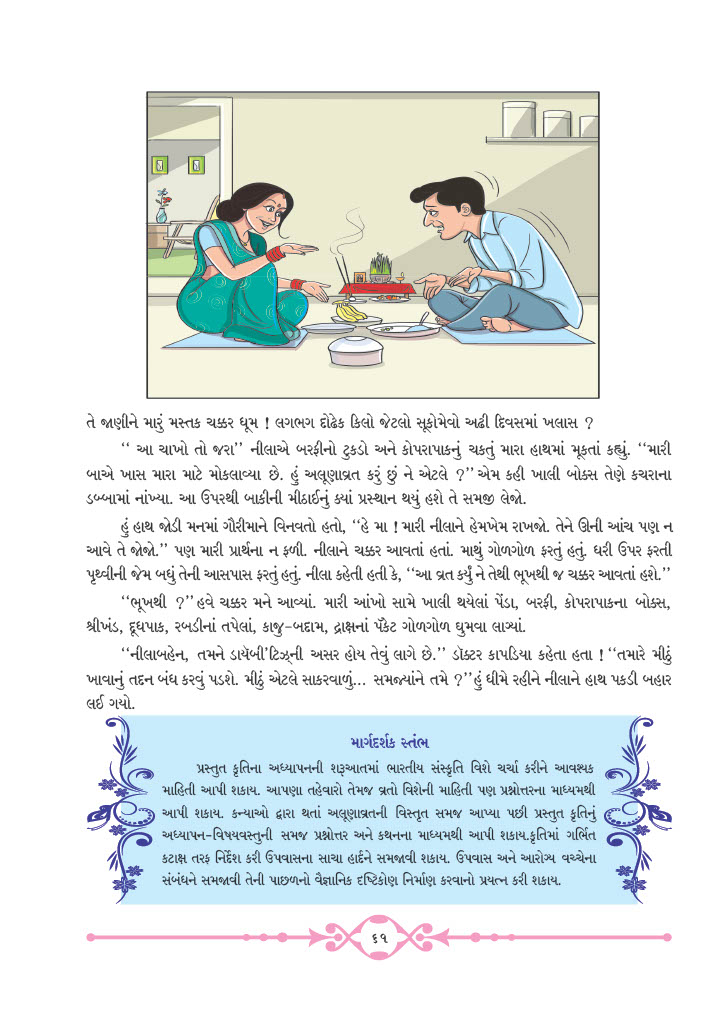 તે જાણીને મારું મસ્તક ચક્કર ઘૂમ ! લગભગ દોઢેક કિલો જેટલો સૂકોમેવો અઢી દિવસમાં ખલાસ ?
‘‘ આ ચાખો તો જરા’’ નીલાએ બરફીનો ટુકડો અને કોપરાપાકનું ચકતું મારા હાથમાં મૂકતાં કહ્યું. ‘‘મારી
બાએ ખાસ મારા માટે મોકલાવ્યા છે. હું અલૂણાવ્રત કરું છું ને એટલે ?’’ એમ કહી ખાલી બોક્સ તેણે કચરાના
ડબ્બામાં નાંખ્યા. આ ઉપરથી બાકીની મીઠાઈનું ક્યાં પ્રસ્થાન થયું હશે તે સમજી લેજો.
હું હાથ જોડી મનમાં ગૌરીમાને વિનવતો હતો, ‘‘હે મા ! મારી નીલાને હેમખેમ રાખજો. તેને ઊની આંચ પણ ન
આવે તે જોજો.’’ પણ મારી પ્રાર્થના ન ફળી. નીલાને ચક્કર આવતાં હતાં. માથું ગોળગોળ ફરતું હતું. ધરી ઉપર ફરતી
પૃથ્વીની જેમ બધું તેની આસપાસ ફરતું હતું. નીલા કહેતી હતી કે, ‘‘આ વ્રત કર્યું ને તેથી ભૂખથી જ ચક્કર આવતાં હશે.’’
‘‘ભૂખથી ?’’ હવે ચક્કર મને આવ્યાં. મારી આંખો સામે ખાલી થયેલાં પેંડા, બરફી, કોપરાપાકના બોક્સ,
શ્રીખંડ, દૂધપાક, રબડીનાં તપેલાં, કાજુ-બદામ, દ્રાક્ષનાં પૅકેટ ગોળગોળ ઘુમવા લાગ્યાં.
‘‘નીલાબહેન, તમને ડાયૅબી'ટિઝ્ની અસર હોય તેવું લાગે છે.’’ ડૉક્ટર કાપડિયા કહેતા હતા ! ‘‘તમારે મીઠું
ખાવાનું તદન બંધ કરવું પડશે. મીઠું એટલે સાકરવાળું... સમજ્યાંને તમે ?’’ હું ધીમે રહીને નીલાને હાથ પકડી બહાર
લઈ ગયો.
માર્ગદર્શક સ્તંભ
પ્રસ્તુત કૃતિના અધ્યાપનની શરૂઆતમાં ભારતીય સંસ્કૃતિ વિશે ચર્ચા કરીને આવશ્યક
માહિતી આપી શકાય. આપણા તહેવારો તેમજ વ્રતો વિશેની માહિતી પણ પ્રશ્નોત્તરના માધ્યમથી
આપી શકાય. કન્યાઓ દ્વારા થતાં અલૂણાવ્રતની વિસ્તૃત સમજ આપ્યા પછી પ્રસ્તુત કૃતિનું
અધ્યાપન-વિષયવસ્તુની સમજ પ્રશ્નોત્તર અને કથનના માધ્યમથી આપી શકાય.કૃતિમાં ગર્ભિત
કટાક્ષ તરફ નિર્દેશ કરી ઉપવાસના સાચા હાર્દને સમજાવી શકાય. ઉપવાસ અને આરોગ્ય વચ્ચેના
સંબંધને સમજાવી તેની પાછળનો વૈજ્ઞાનિક દષ્ટિકોણ નિર્માણ કરવાનો પ્રયત્ન કરી શકાય.
૬૧